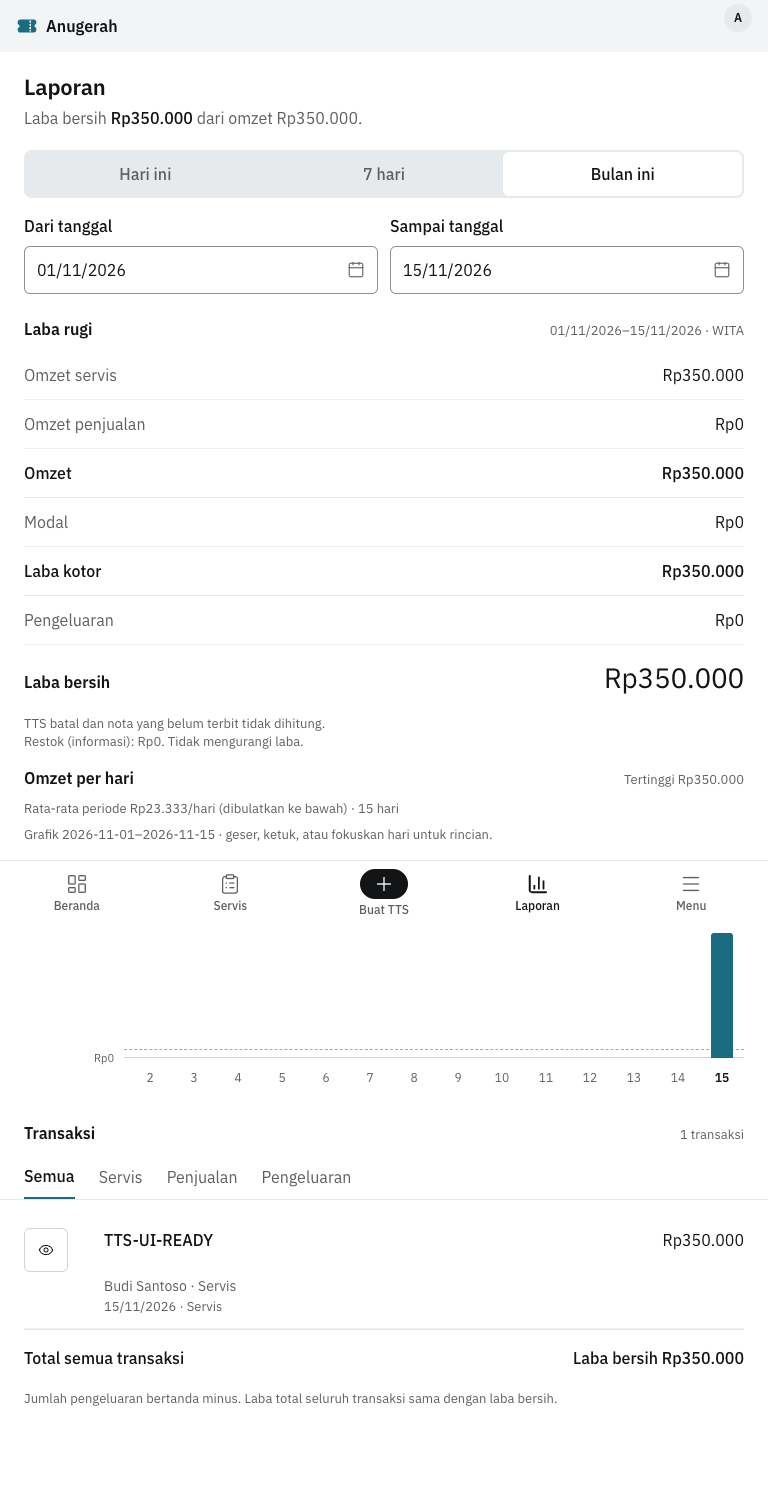 Anugerah
A
Laporan
Laba bersih Rp350.000 dari omzet Rp350.000.
Hari ini
7 hari
Bulan ini
Dari tanggal
Sampai tanggal
01/11/2026
15/11/2026
Laba rugi
01/11/2026–15/11/2026 · WITA
Omzet servis
Rp350.000
Omzet penjualan
Rp0
Omzet
Rp350.000
Modal
Rp0
Laba kotor
Rp350.000
Pengeluaran
Rp0
Laba bersih
Rp350.000
TTS batal dan nota yang belum terbit tidak dihitung.
Restok (informasi): Rp0. Tidak mengurangi laba.
Omzet per hari
Tertinggi Rp350.000
Rata-rata periode Rp23.333/hari (dibulatkan ke bawah) · 15 hari
Grafik 2026-11-01–2026-11-15 · geser, ketuk, atau fokuskan hari untuk rincian.
Beranda
Servis
Buat TTS
Laporan
Menu
Rp0
2 3 4 5 6 7 8 9 10 11 12 13 14 15
Transaksi
1 transaksi
Semua
Servis
Penjualan
Pengeluaran
TTS-UI-READY
Rp350.000
Budi Santoso · Servis
15/11/2026 · Servis
Total semua transaksi
Laba bersih Rp350.000
Jumlah pengeluaran bertanda minus. Laba total seluruh transaksi sama dengan laba bersih.